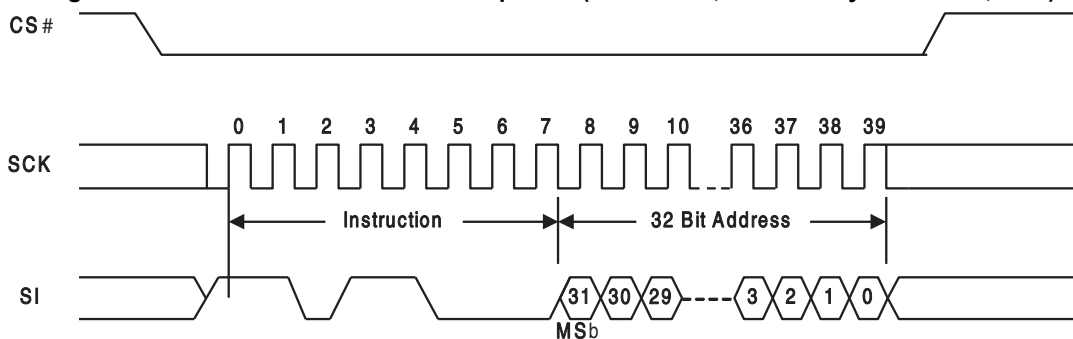 CS#
0 1 2 3 4 5 6 7 8 9 10 36 37 38 39
SCK
Instruction 32 Bit Address
SI 31 30 29 3 2 1 0
MSb